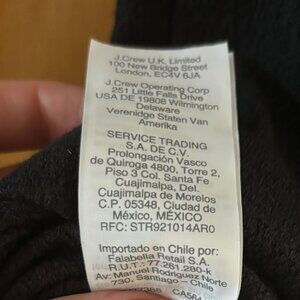 J.Crew U.K. Limited
100 New Bridge Street
London, EC4V 6JA
J.Crew Operating Corp
251 Little Falls Drive
USA DE 19808 Wilmington
Delaware
Verenidge Staten Van
Amerika
SERVICE TRADING
S.A. DE C.V.
Prolongación Vasco
de Quiroga 4800, Torre 2,
Piso 3 Col. Santa Fe
Cuajimalpa, Del.
Cuajimalpa de Morelos
C.P. 05348, Ciudad de
México, MÉXICO
RFC: STR921014AR0
Importado en Chile por:
Falabella Retail S.A.
R.U.T.: 77.261.280-k
Av: Manuel Rodriguez Norte
730, Santiago - Chile